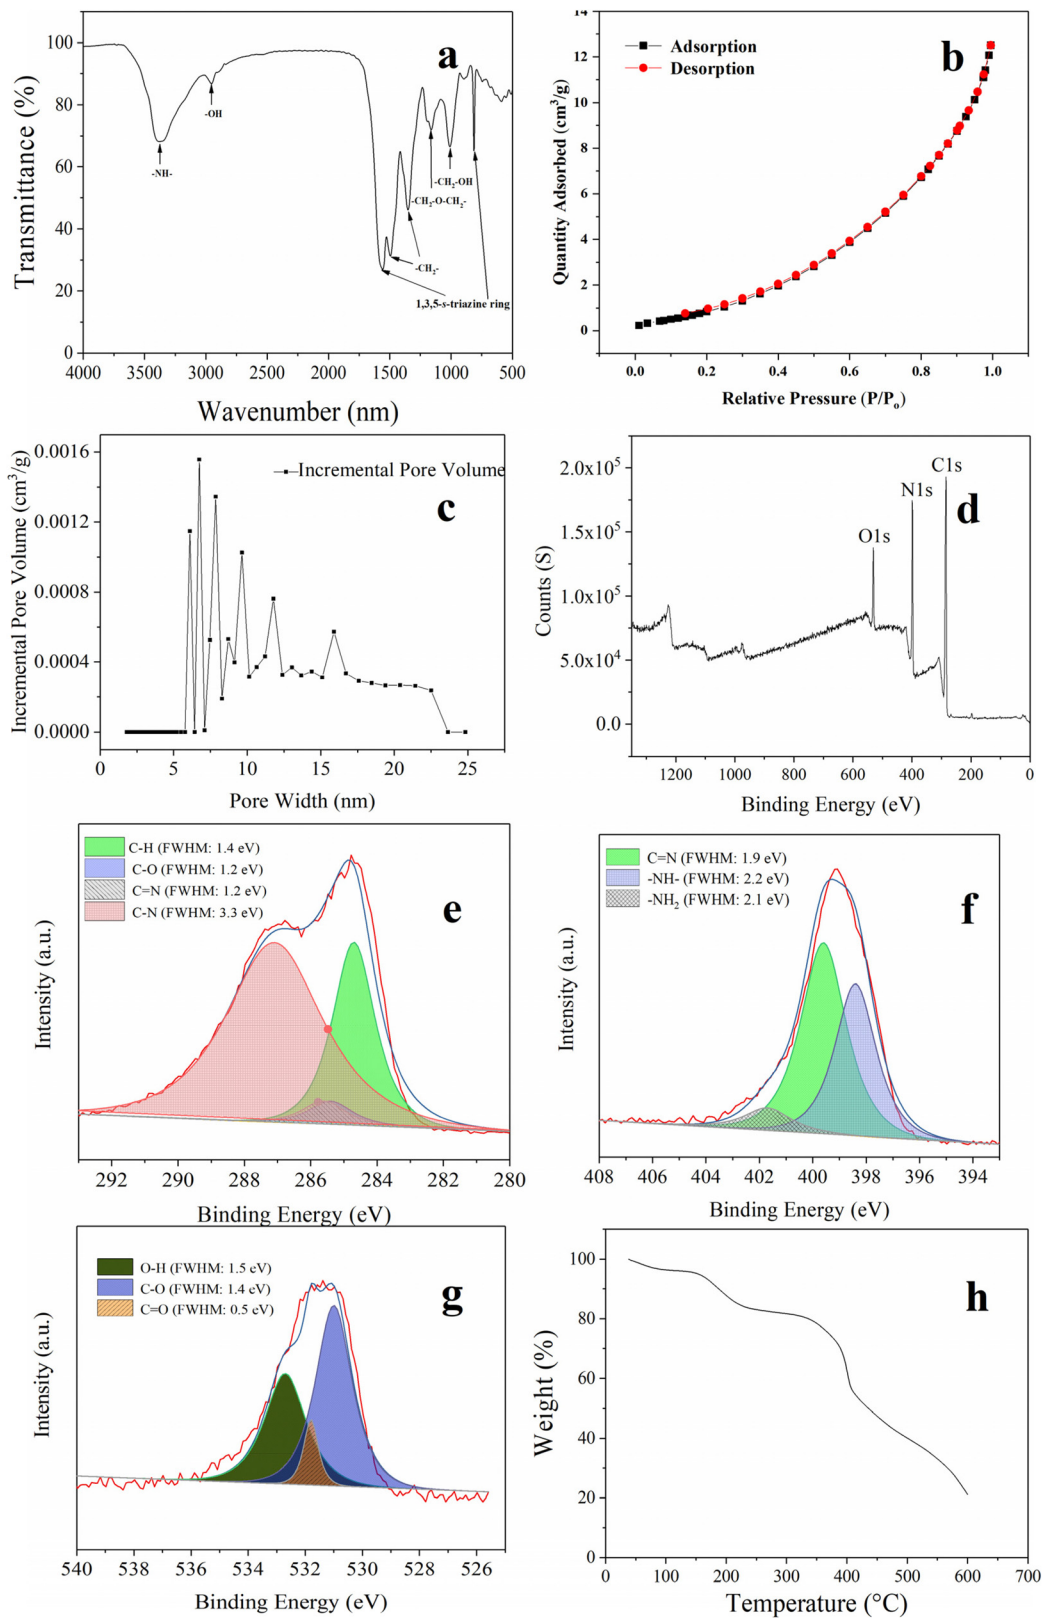 a
Transmittance (%)
100
80
60
40
20
0
-NH-
-OH
-CH2-OH
-CH2-O-CH2-
-CH2-
1,3,5-s-triazine ring
4000 3500 3000 2500 2000 1500 1000 500
Wavenumber (nm)
b
Adsorption
Desorption
Quantity Adsorbed (cm³/g)
14
12
10
8
6
4
2
0
0.0 0.2 0.4 0.6 0.8 1.0
Relative Pressure (P/Po)
c
Incremental Pore Volume
Incremental Pore Volume (cm³/g)
0.0016
0.0012
0.0008
0.0004
0.0000
0 5 10 15 20 25
Pore Width (nm)
d
C1s
N1s
O1s
Counts (S)
2.0x10⁵
1.5x10⁵
1.0x10⁵
5.0x10⁴
0.0
1200 1000 800 600 400 200 0
Binding Energy (eV)
e
C-H (FWHM: 1.4 eV)
C-O (FWHM: 1.2 eV)
C=N (FWHM: 1.2 eV)
C-N (FWHM: 3.3 eV)
Intensity (a.u.)
292 290 288 286 284 282 280
Binding Energy (eV)
f
C=N (FWHM: 1.9 eV)
-NH- (FWHM: 2.2 eV)
-NH2 (FWHM: 2.1 eV)
Intensity (a.u.)
408 406 404 402 400 398 396 394
Binding Energy (eV)
g
O-H (FWHM: 1.5 eV)
C-O (FWHM: 1.4 eV)
C=O (FWHM: 0.5 eV)
Intensity (a.u.)
540 538 536 534 532 530 528 526
Binding Energy (eV)
h
Weight (%)
100
80
60
40
20
0
0 100 200 300 400 500 600 700
Temperature (°C)